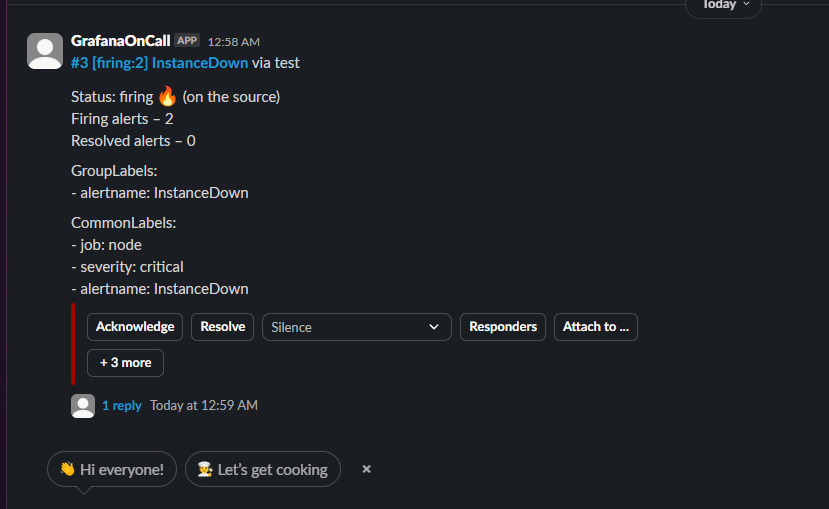 Today
GrafanaOnCall APP 12:58 AM
#3 [firing:2] InstanceDown via test
Status: firing 🔥 (on the source)
Firing alerts – 2
Resolved alerts – 0
GroupLabels:
- alertname: InstanceDown
CommonLabels:
- job: node
- severity: critical
- alertname: InstanceDown
Acknowledge Resolve Silence Responders Attach to ...
+ 3 more
1 reply Today at 12:59 AM
👋 Hi everyone! 🧑‍🍳 Let’s get cooking ×